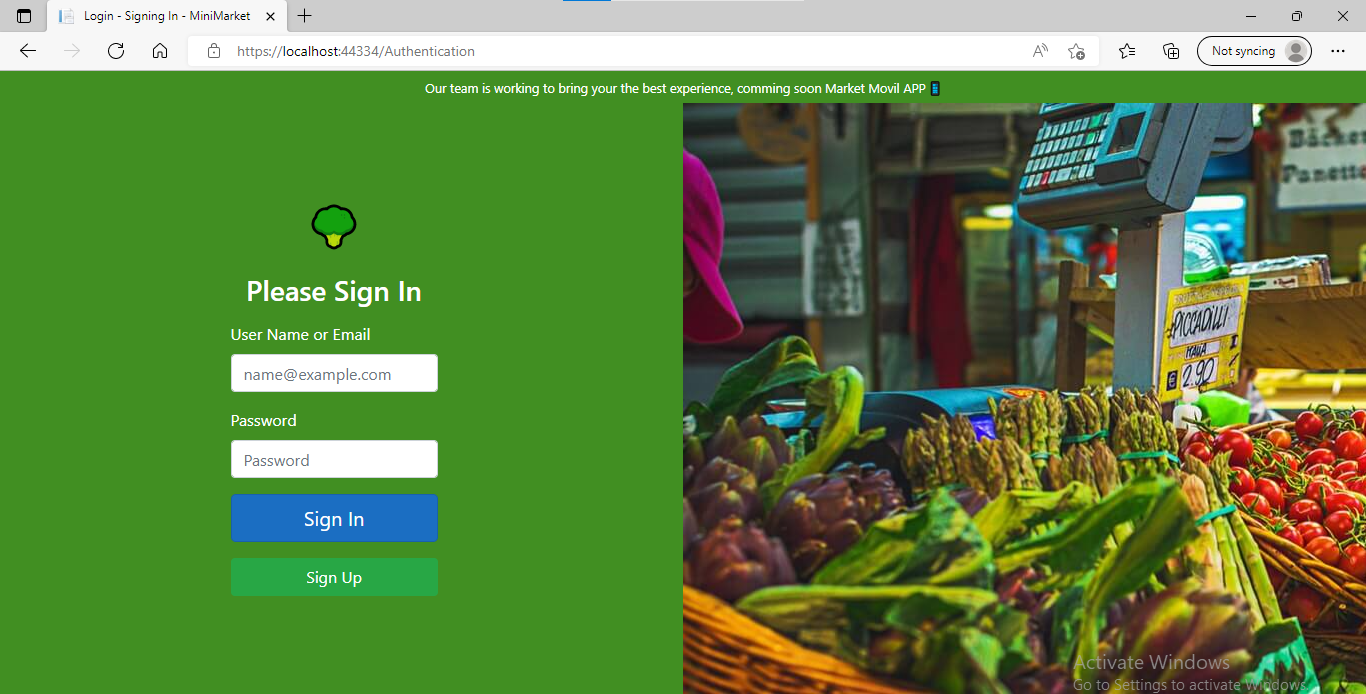 Login - Signing In - MiniMarket
https://localhost:44334/Authentication
Not syncing
Our team is working to bring your the best experience, comming soon Market Movil APP
Please Sign In
User Name or Email
name@example.com
Password
Password
Sign In
Sign Up
PICCADILLI
ITALIA
€ 2.90
Activate Windows
Go to Settings to activate Windows.